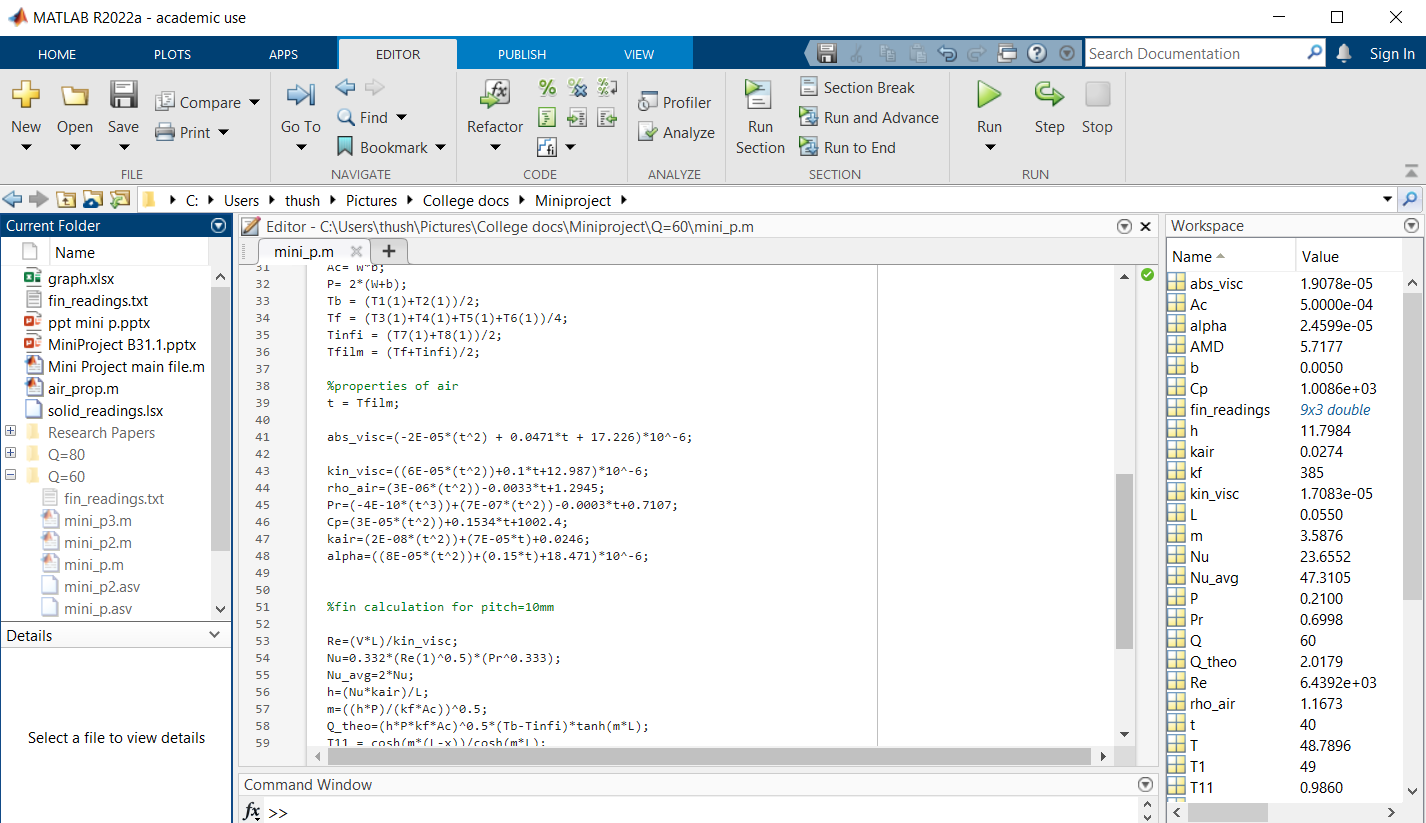 MATLAB R2022a - academic use
HOME PLOTS APPS EDITOR PUBLISH VIEW
Search Documentation
Sign In
New
Open
Save
Compare
Print
FILE
Go To
Find
Bookmark
NAVIGATE
Refactor
CODE
Profiler
Analyze
ANALYZE
Run
Section
Section Break
Run and Advance
Run to End
SECTION
Run
Step
Stop
RUN
C: Users thush Pictures College docs Miniproject
Current Folder
Name
graph.xlsx
fin_readings.txt
ppt mini p.pptx
MiniProject B31.1.pptx
Mini Project main file.m
air_prop.m
solid_readings.lsx
Research Papers
Q=80
Q=60
fin_readings.txt
mini_p3.m
mini_p2.m
mini_p.m
mini_p2.asv
mini_p.asv
Details
Select a file to view details
Editor - C:\Users\thush\Pictures\College docs\Miniproject\Q=60\mini_p.m
mini_p.m
31 Ac= W*b;
32 P= 2*(W+b);
33 Tb = (T1(1)+T2(1))/2;
34 Tf = (T3(1)+T4(1)+T5(1)+T6(1))/4;
35 Tinfi = (T7(1)+T8(1))/2;
36 Tfilm = (Tf+Tinfi)/2;
37
38 %properties of air
39 t = Tfilm;
40
41 abs_visc=(-2E-05*(t^2) + 0.0471*t + 17.226)*10^-6;
42
43 kin_visc=((6E-05*(t^2))+0.1*t+12.987)*10^-6;
44 rho_air=(3E-06*(t^2))-0.0033*t+1.2945;
45 Pr=(-4E-10*(t^3))+(7E-07*(t^2))-0.0003*t+0.7107;
46 Cp=(3E-05*(t^2))+0.1534*t+1002.4;
47 kair=(2E-08*(t^2))+(7E-05*t)+0.0246;
48 alpha=((8E-05*(t^2))+(0.15*t)+18.471)*10^-6;
49
50
51 %fin calculation for pitch=10mm
52
53 Re=(V*L)/kin_visc;
54 Nu=0.332*(Re(1)^0.5)*(Pr^0.333);
55 Nu_avg=2*Nu;
56 h=(Nu*kair)/L;
57 m=((h*P)/(kf*Ac))^0.5;
58 Q_theo=(h*P*kf*Ac)^0.5*(Tb-Tinfi)*tanh(m*L);
59 T11 = cosh(m*(L-x))/cosh(m*L);
Command Window
fx >>
Workspace
Name Value
abs_visc 1.9078e-05
Ac 5.0000e-04
alpha 2.4599e-05
AMD 5.7177
b 0.0050
Cp 1.0086e+03
fin_readings 9x3 double
h 11.7984
kair 0.0274
kf 385
kin_visc 1.7083e-05
L 0.0550
m 3.5876
Nu 23.6552
Nu_avg 47.3105
P 0.2100
Pr 0.6998
Q 60
Q_theo 2.0179
Re 6.4392e+03
rho_air 1.1673
t 40
T 48.7896
T1 49
T11 0.9860